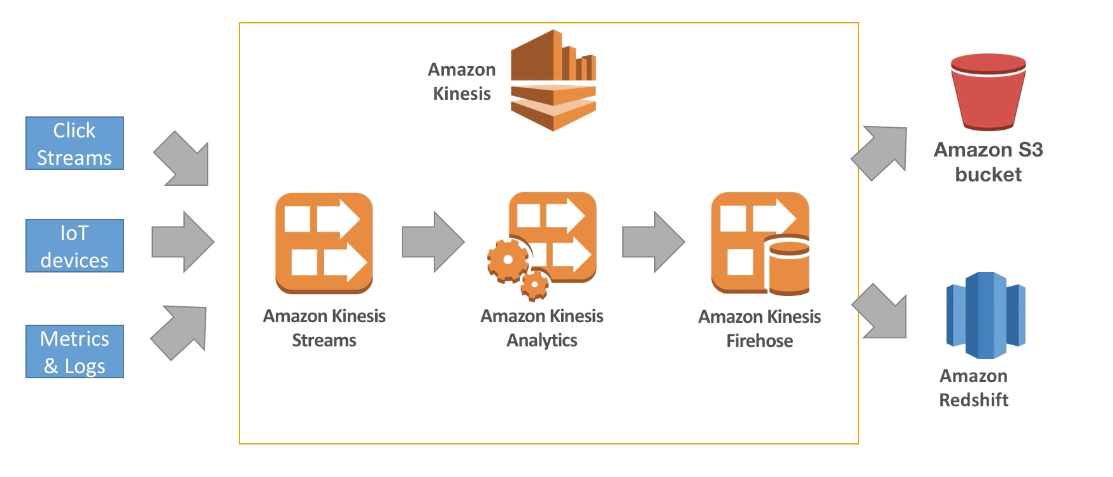 Amazon
Kinesis
Click
Streams
IoT
devices
Metrics
& Logs
Amazon Kinesis
Streams
Amazon Kinesis
Analytics
Amazon Kinesis
Firehose
Amazon S3
bucket
Amazon
Redshift